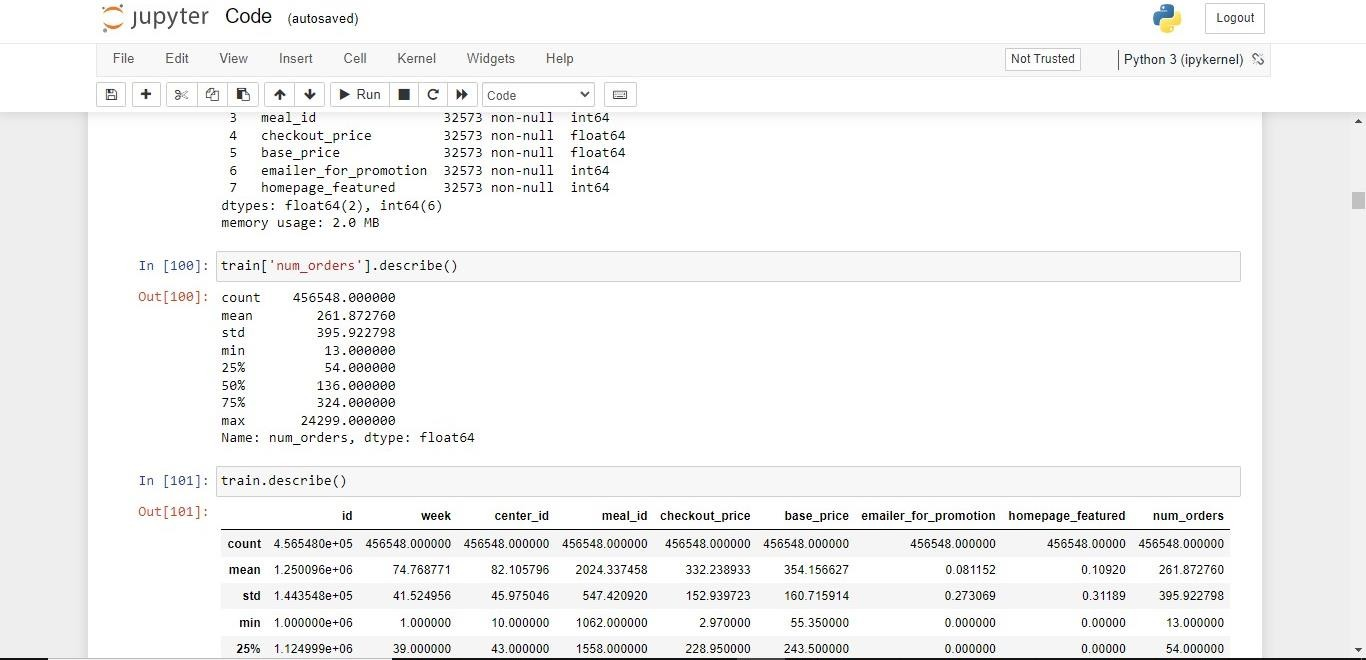 jupyter Code (autosaved) Logout
File Edit View Insert Cell Kernel Widgets Help Not Trusted Python 3 (ipykernel)
Run Code
3 meal_id 32573 non-null int64
4 checkout_price 32573 non-null float64
5 base_price 32573 non-null float64
6 emailer_for_promotion 32573 non-null int64
7 homepage_featured 32573 non-null int64
dtypes: float64(2), int64(6)
memory usage: 2.0 MB
In [100]: train['num_orders'].describe()
Out[100]: count 456548.000000
mean 261.872760
std 395.922798
min 13.000000
25% 54.000000
50% 136.000000
75% 324.000000
max 24299.000000
Name: num_orders, dtype: float64
In [101]: train.describe()
Out[101]:
id week center_id meal_id checkout_price base_price emailer_for_promotion homepage_featured num_orders
count 4.565480e+05 456548.000000 456548.000000 456548.000000 456548.000000 456548.000000 456548.000000 456548.00000 456548.000000
mean 1.250096e+06 74.768771 82.105796 2024.337458 332.238933 354.156627 0.081152 0.10920 261.872760
std 1.443548e+05 41.524956 45.975046 547.420920 152.939723 160.715914 0.273069 0.31189 395.922798
min 1.000000e+06 1.000000 10.000000 1062.000000 2.970000 55.350000 0.000000 0.00000 13.000000
25% 1.124999e+06 39.000000 43.000000 1558.000000 228.950000 243.500000 0.000000 0.00000 54.000000